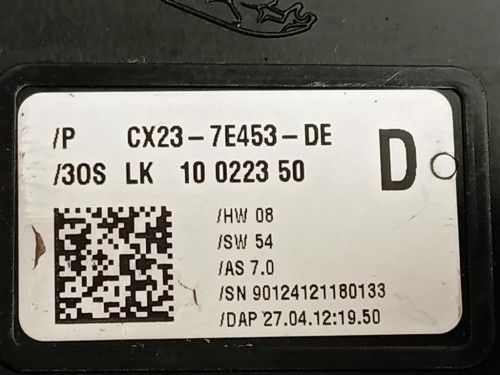 /P CX23-7E453-DE
/3OS LK 10 0223 50 D
/HW 08
/SW 54
/AS 7.0
/SN 90124121180133
/DAP 27.04.12:19.50